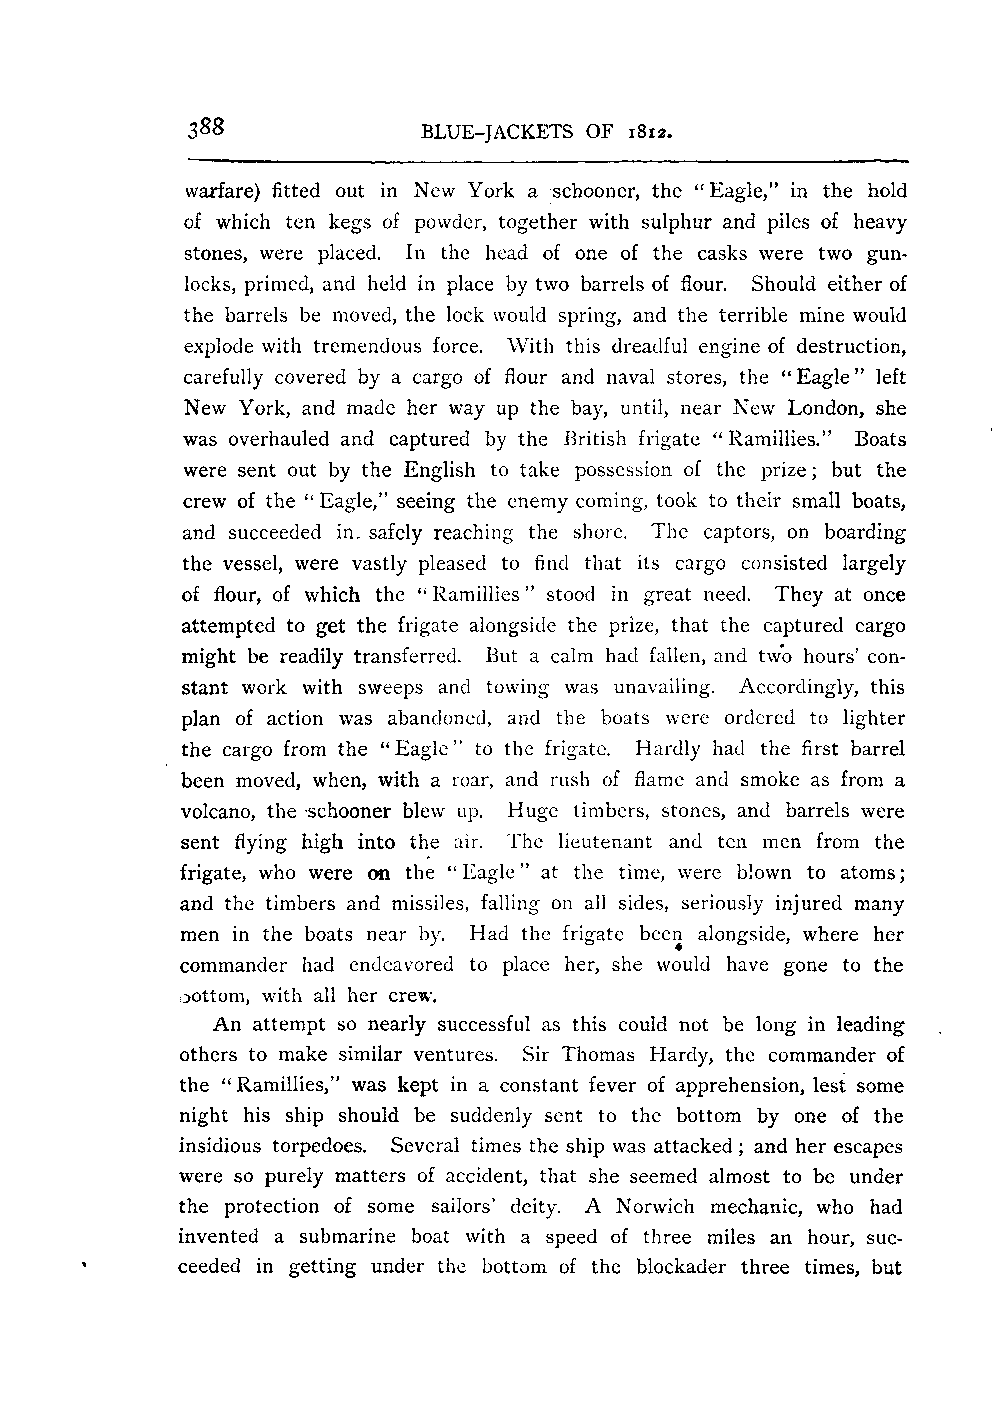 388 BLUE-JACKETS OF 1812.
warfare) fitted out in New York a schooner, the "Eagle," in the hold
of which ten kegs of powder, together with sulphur and piles of heavy
stones, were placed. In the head of one of the casks were two gun-
locks, primed, and held in place by two barrels of flour. Should either of
the barrels be moved, the lock would spring, and the terrible mine would
explode with tremendous force. With this dreadful engine of destruction,
carefully covered by a cargo of flour and naval stores, the "Eagle" left
New York, and made her way up the bay, until, near New London, she
was overhauled and captured by the British frigate "Ramillies." Boats
were sent out by the English to take possession of the prize; but the
crew of the "Eagle," seeing the enemy coming, took to their small boats,
and succeeded in safely reaching the shore. The captors, on boarding
the vessel, were vastly pleased to find that its cargo consisted largely
of flour, of which the "Ramillies" stood in great need. They at once
attempted to get the frigate alongside the prize, that the captured cargo
might be readily transferred. But a calm had fallen, and two hours' con-
stant work with sweeps and towing was unavailing. Accordingly, this
plan of action was abandoned, and the boats were ordered to lighter
the cargo from the "Eagle" to the frigate. Hardly had the first barrel
been moved, when, with a roar, and rush of flame and smoke as from a
volcano, the schooner blew up. Huge timbers, stones, and barrels were
sent flying high into the air. The lieutenant and ten men from the
frigate, who were on the "Eagle" at the time, were blown to atoms;
and the timbers and missiles, falling on all sides, seriously injured many
men in the boats near by. Had the frigate been alongside, where her
commander had endeavored to place her, she would have gone to the
bottom, with all her crew.
An attempt so nearly successful as this could not be long in leading
others to make similar ventures. Sir Thomas Hardy, the commander of
the "Ramillies," was kept in a constant fever of apprehension, lest some
night his ship should be suddenly sent to the bottom by one of the
insidious torpedoes. Several times the ship was attacked; and her escapes
were so purely matters of accident, that she seemed almost to be under
the protection of some sailors' deity. A Norwich mechanic, who had
invented a submarine boat with a speed of three miles an hour, suc-
ceeded in getting under the bottom of the blockader three times, but